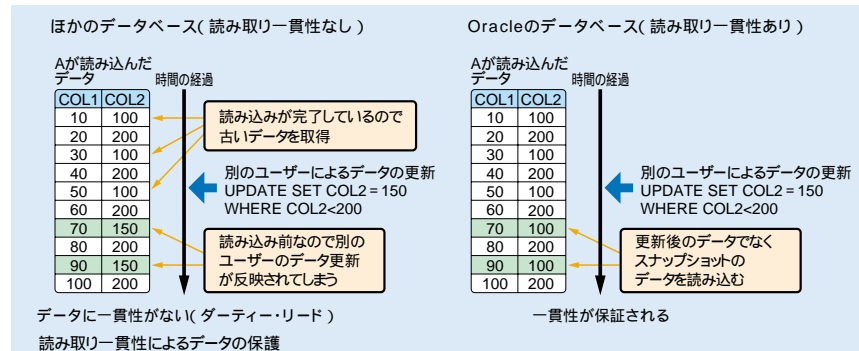 ほかのデータベース(読み取り一貫性なし)
Aが読み込んだ
データ
時間の経過
COL1 COL2
10 100
20 200
30 100
40 200
50 100
60 200
70 150
80 200
90 150
100 200
読み込みが完了しているので
古いデータを取得
別のユーザーによるデータの更新
UPDATE SET COL2 = 150
WHERE COL2<200
読み込み前なので別の
ユーザーのデータ更新
が反映されてしまう
データに一貫性がない(ダーティー・リード)
Oracleのデータベース(読み取り一貫性あり)
Aが読み込んだ
データ
時間の経過
COL1 COL2
10 100
20 200
30 100
40 200
50 100
60 200
70 100
80 200
90 100
100 200
別のユーザーによるデータの更新
UPDATE SET COL2 = 150
WHERE COL2<200
更新後のデータでなく
スナップショットの
データを読み込む
一貫性が保証される
読み取り一貫性によるデータの保護